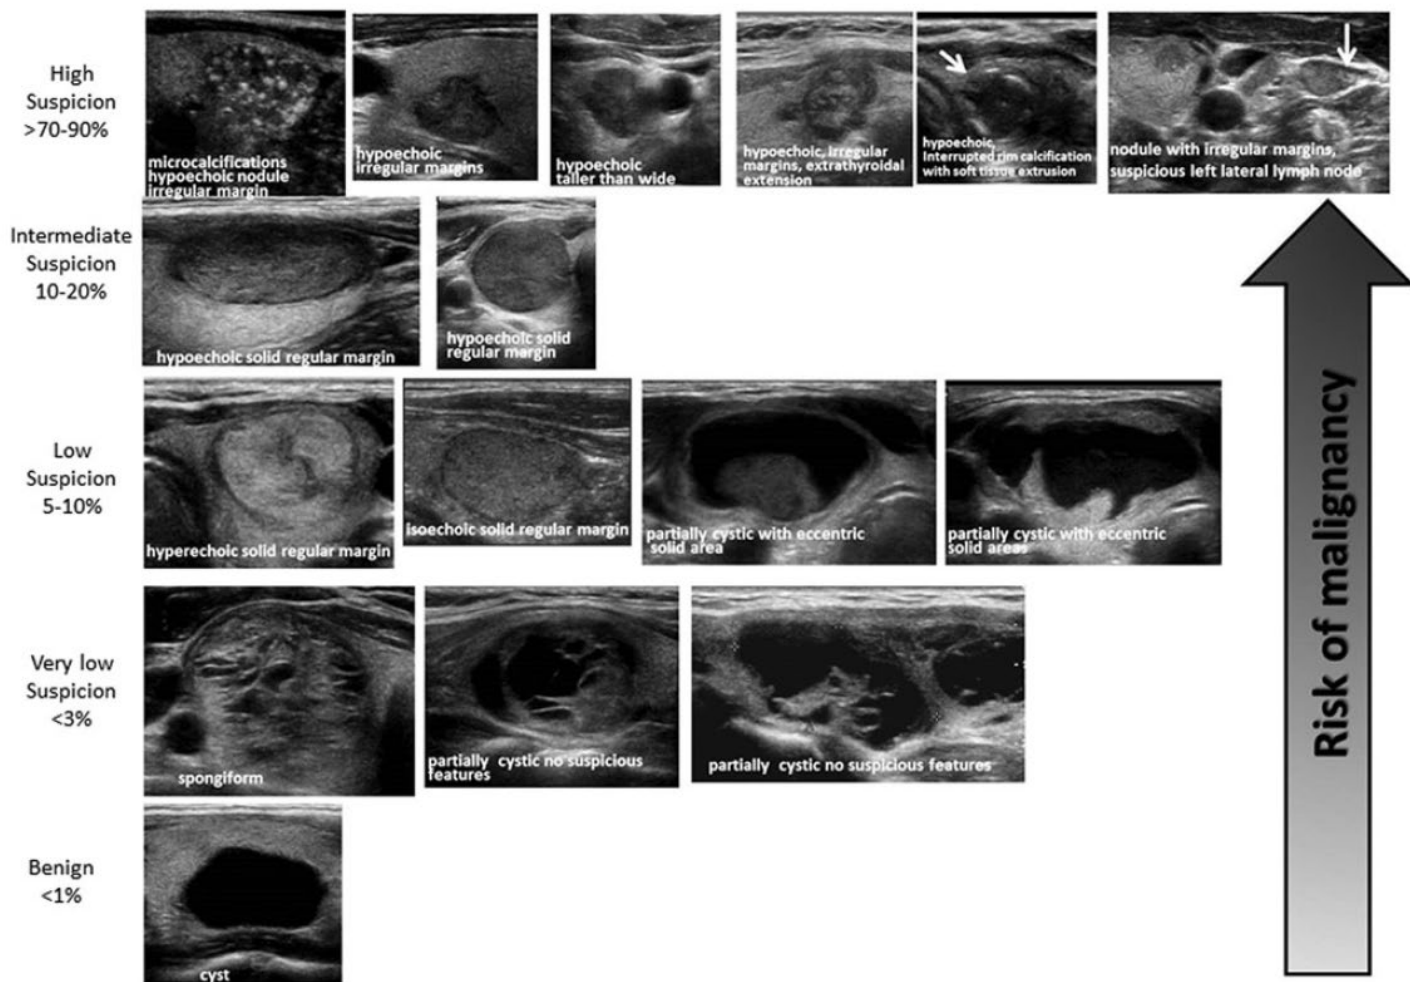 High
Suspicion
>70-90%
microcalcifications
hypoechoic nodule
irregular margin
hypoechoic
irregular margins
hypoechoic
taller than wide
hypoechoic, irregular
margins, extrathyroidal
extension
hypoechoic,
Interrupted rim calcification
with soft tissue extrusion
nodule with irregular margins,
suspicious left lateral lymph node
Intermediate
Suspicion
10-20%
hypoechoic solid regular margin
hypoechoic solid
regular margin
Low
Suspicion
5-10%
hyperechoic solid regular margin
isoechoic solid regular margin
partially cystic with eccentric
solid area
partially cystic with eccentric
solid areas
Very low
Suspicion
<3%
spongiform
partially cystic no suspicious
features
partially cystic no suspicious features
Benign
<1%
cyst
Risk of malignancy